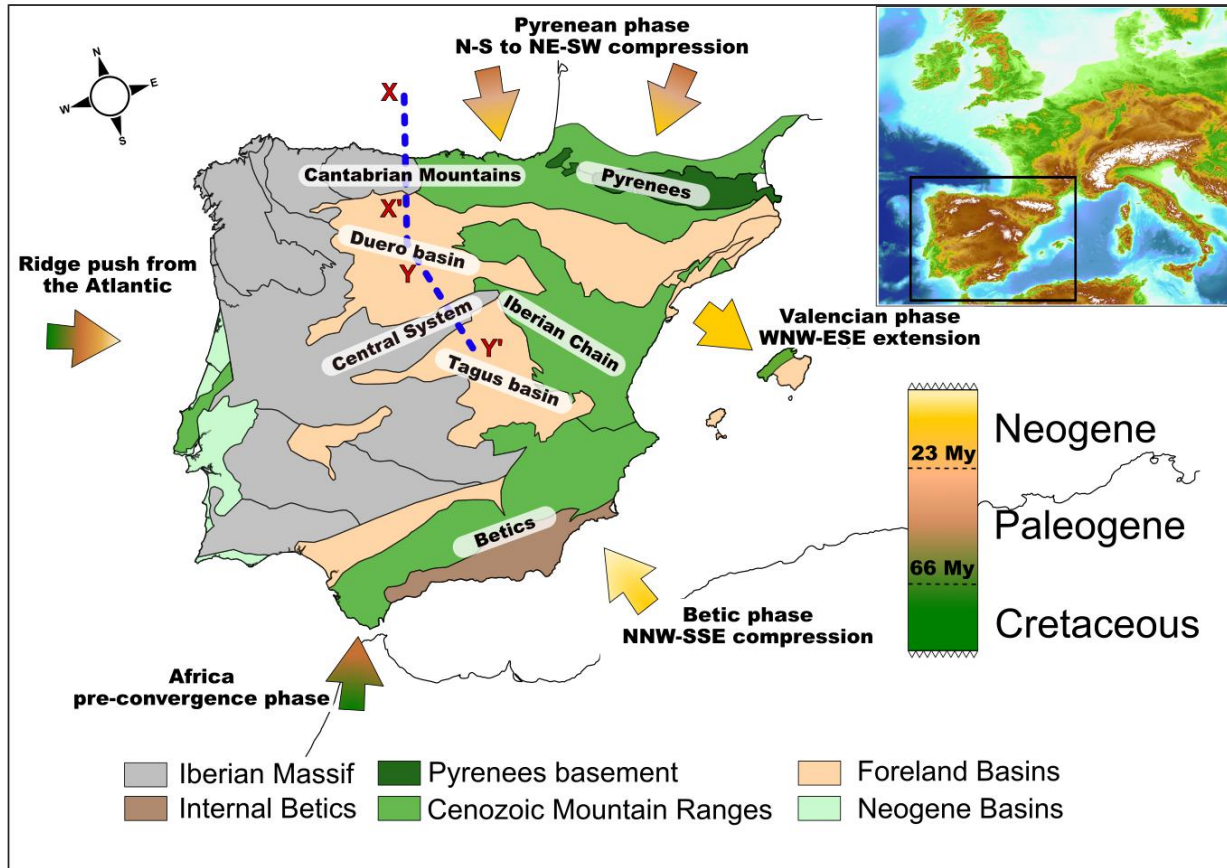 Pyrenean phase
N-S to NE-SW compression
N
W
E
S
X
Cantabrian Mountains
Pyrenees
X'
Duero basin
Y
Ridge push from
the Atlantic
Central System
Iberian Chain
Y'
Tagus basin
Valencian phase
WNW-ESE extension
Neogene
23 My
Paleogene
66 My
Cretaceous
Betics
Betic phase
NNW-SSE compression
Africa
pre-convergence phase
Iberian Massif
Pyrenees basement
Foreland Basins
Internal Betics
Cenozoic Mountain Ranges
Neogene Basins